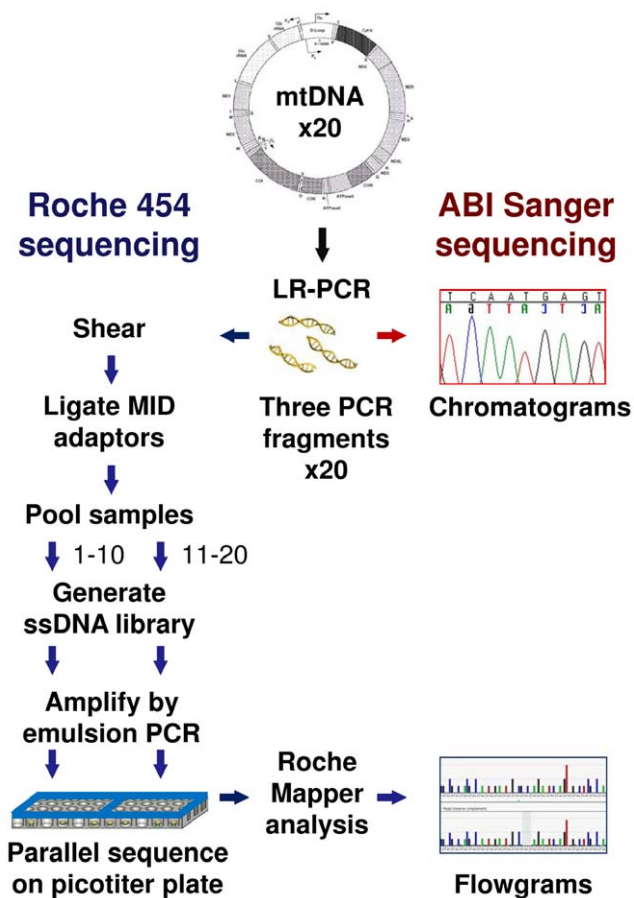 D-Loop
Cyt b
mtDNA
x20
Roche 454
sequencing
ABI Sanger
sequencing
LR-PCR
T C A A T G A G T
Shear
Ligate MID
adaptors
Three PCR
fragments
x20
Chromatograms
Pool samples
1-10
11-20
Generate
ssDNA library
Amplify by
emulsion PCR
Roche
Mapper
analysis
Parallel sequence
on picotiter plate
Flowgrams